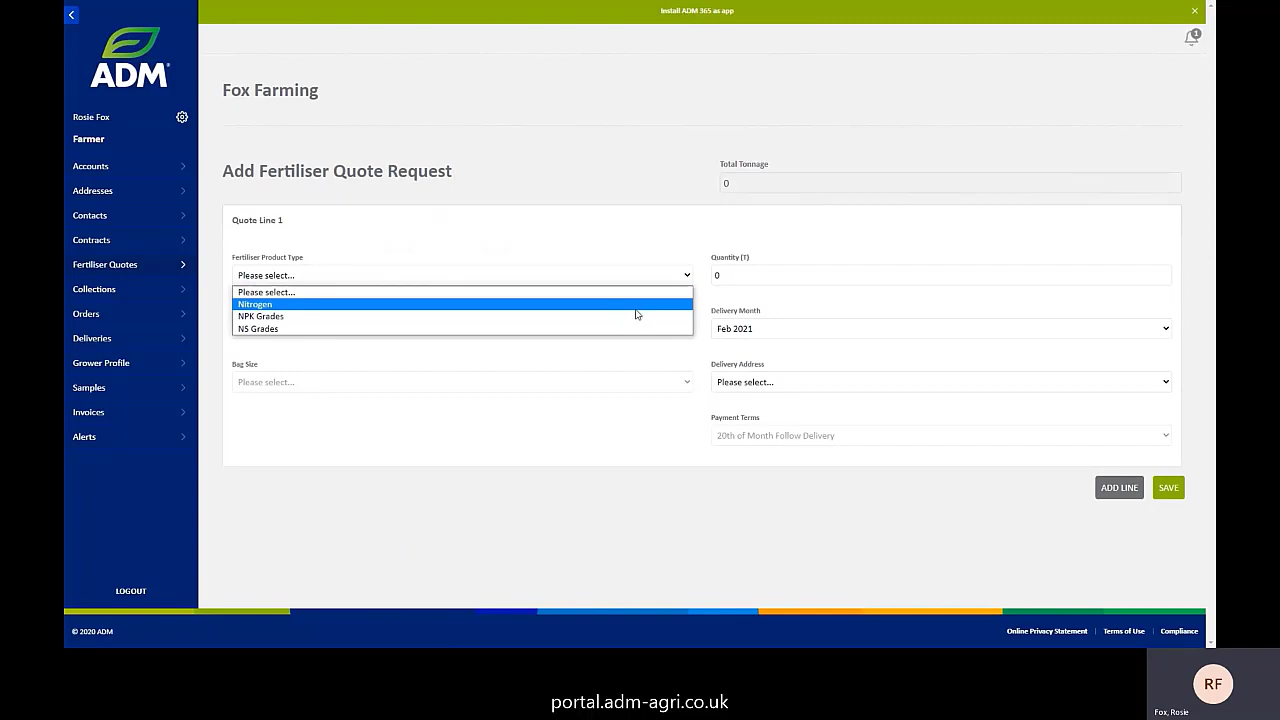 Install ADM 365 as app
1
ADM
Rosie Fox
Farmer
Accounts
Addresses
Contacts
Contracts
Fertiliser Quotes
Collections
Orders
Deliveries
Grower Profile
Samples
Invoices
Alerts
LOGOUT
Fox Farming
Add Fertiliser Quote Request
Total Tonnage
0
Quote Line 1
Fertiliser Product Type
Please select...
Please select...
Nitrogen
NPK Grades
NS Grades
Bag Size
Please select...
Quantity (T)
0
Delivery Month
Feb 2021
Delivery Address
Please select...
Payment Terms
20th of Month Follow Delivery
ADD LINE
SAVE
© 2020 ADM
Online Privacy Statement
Terms of Use
Compliance
RF
Fox, Rosie
portal.adm-agri.co.uk